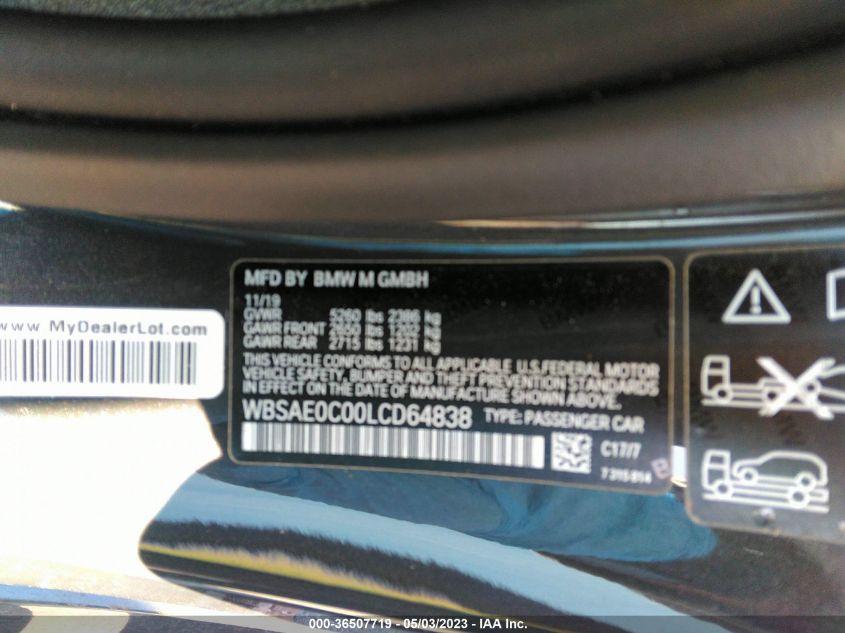 MFD BY BMW M GMBH
11/19
GVWR 5260 lbs 2386 kg
GAWR FRONT 2650 lbs 1202 kg
GAWR REAR 2715 lbs 1231 kg
THIS VEHICLE CONFORMS TO ALL APPLICABLE U.S.FEDERAL MOTOR
VEHICLE SAFETY, BUMPER AND THEFT PREVENTION STANDARDS
IN EFFECT ON THE DATE OF MANUFACTURE SHOWN ABOVE.
WBSAE0C00LCD64838 TYPE: PASSENGER CAR
C17/7
7 315 814
www.MyDealerLot.com
000-36507719 - 05/03/2023 - IAA Inc.